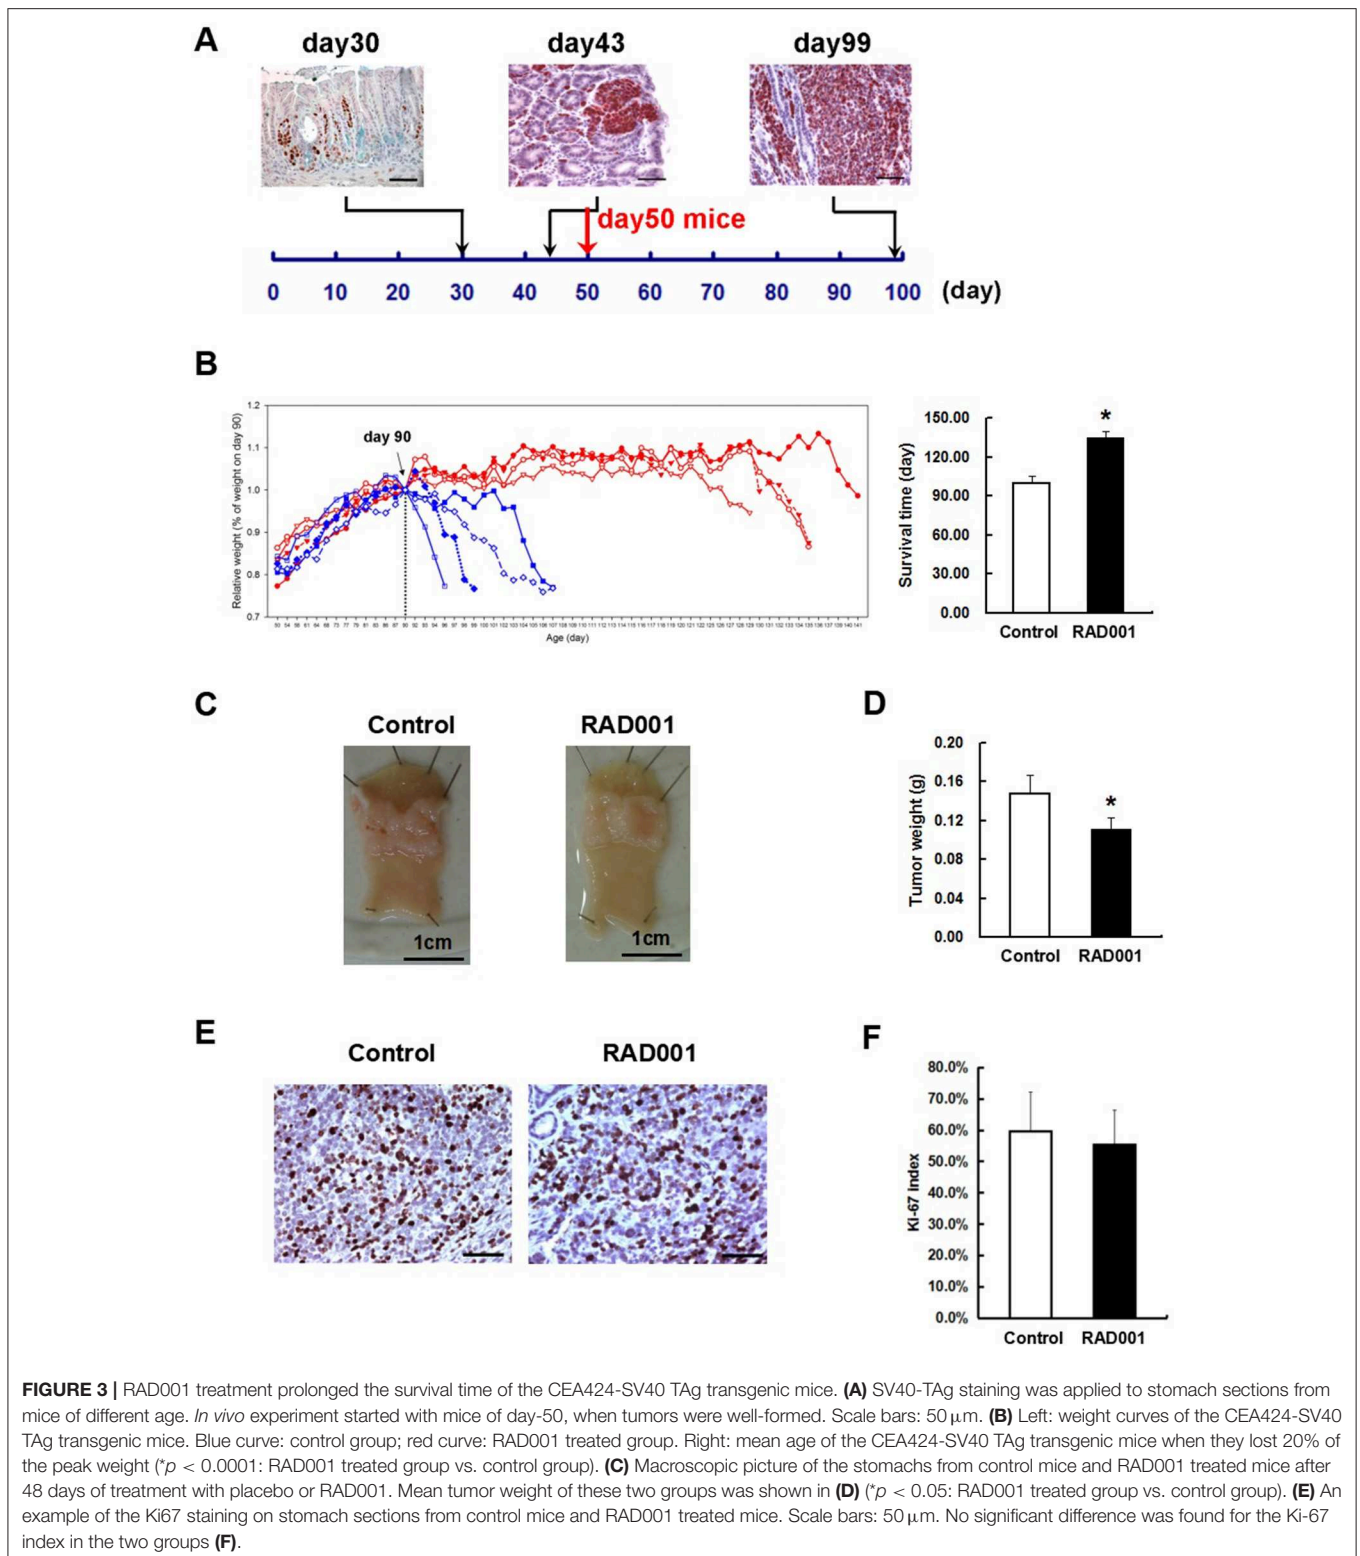 A
day30 day43 day99
day50 mice
0 10 20 30 40 50 60 70 80 90 100 (day)
B
Relative weight (% of weight on day 90)
1.2
1.1
1.0
0.9
0.8
0.7
day 90
Age (day)
Survival time (day)
150.00
120.00
90.00
60.00
30.00
0.00
*
Control RAD001
C
Control RAD001
1cm 1cm
D
Tumor weight (g)
0.20
0.16
0.12
0.08
0.04
0.00
*
Control RAD001
E
Control RAD001
F
Ki-67 Index
80.0%
70.0%
60.0%
50.0%
40.0%
30.0%
20.0%
10.0%
0.0%
Control RAD001
FIGURE 3 | RAD001 treatment prolonged the survival time of the CEA424-SV40 TAg transgenic mice. (A) SV40-TAg staining was applied to stomach sections from
mice of different age. In vivo experiment started with mice of day-50, when tumors were well-formed. Scale bars: 50 μm. (B) Left: weight curves of the CEA424-SV40
TAg transgenic mice. Blue curve: control group; red curve: RAD001 treated group. Right: mean age of the CEA424-SV40 TAg transgenic mice when they lost 20% of
the peak weight (*p < 0.0001: RAD001 treated group vs. control group). (C) Macroscopic picture of the stomachs from control mice and RAD001 treated mice after
48 days of treatment with placebo or RAD001. Mean tumor weight of these two groups was shown in (D) (*p < 0.05: RAD001 treated group vs. control group). (E) An
example of the Ki67 staining on stomach sections from control mice and RAD001 treated mice. Scale bars: 50 μm. No significant difference was found for the Ki-67
index in the two groups (F).